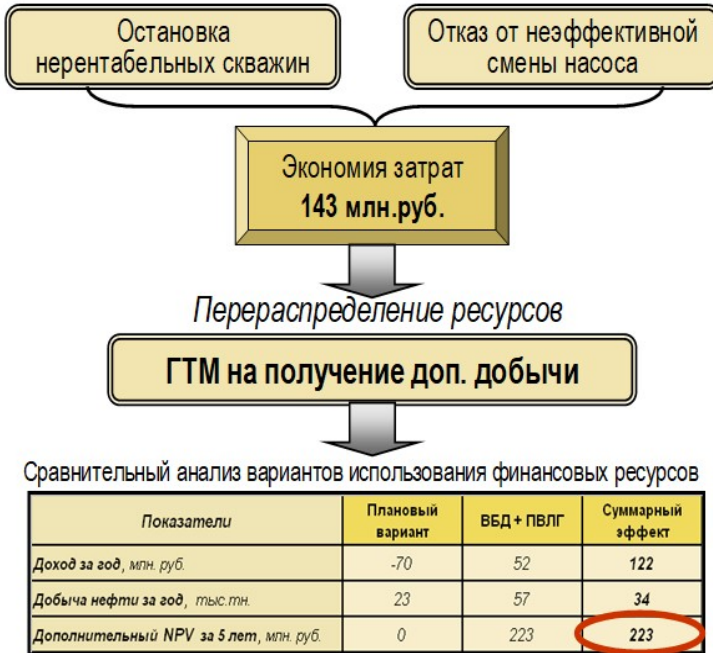 Остановка
нерентабельных скважин
Отказ от неэффективной
смены насоса
Экономия затрат
143 млн.руб.
Перераспределение ресурсов
ГТМ на получение доп. добычи
Сравнительный анализ вариантов использования финансовых ресурсов
Показатели
Плановый
вариант
ВБД + ПВЛГ
Суммарный
эффект
Доход за год, млн. руб. -70 52 122
Добыча нефти за год, тыс.тн. 23 57 34
Дополнительный NPV за 5 лет, млн. руб. 0 223 223